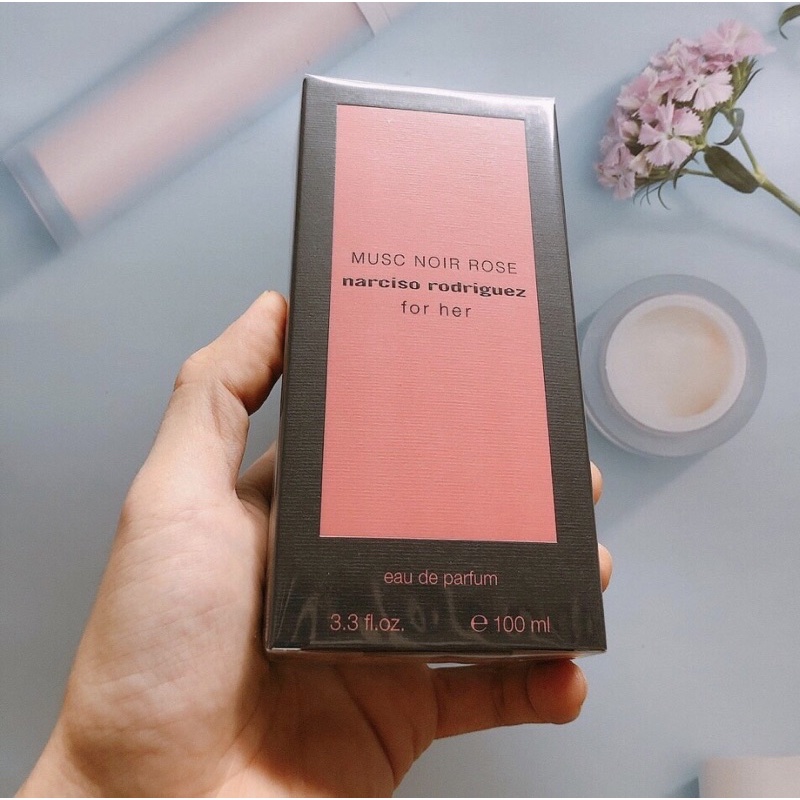 MUSC NOIR ROSE
narciso rodriguez
for her
eau de parfum
3.3 fl.oz. ℮ 100 ml